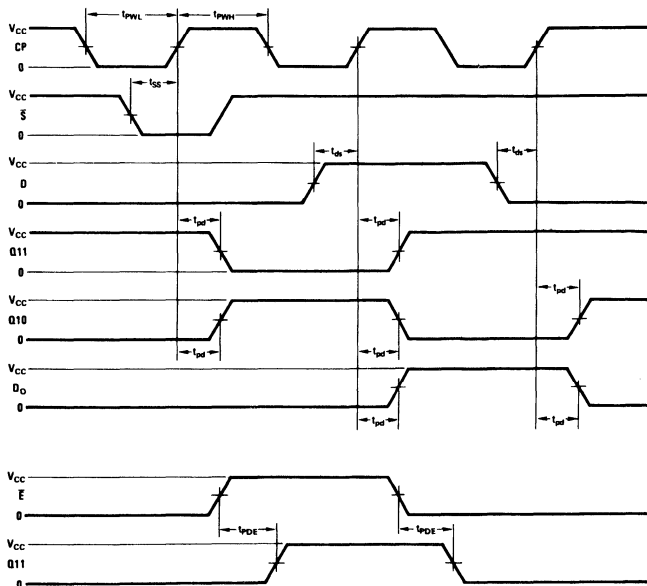 tPWL tPWH
VCC
CP
0
tSS
VCC
S̄
0
tds tds
VCC
D
0
tpd tpd
VCC
Q11
0
tpd
VCC
Q10
0
tpd tpd
VCC
DO
0
tpd tpd
VCC
Ē
0
tPDE tPDE
VCC
Q11
0